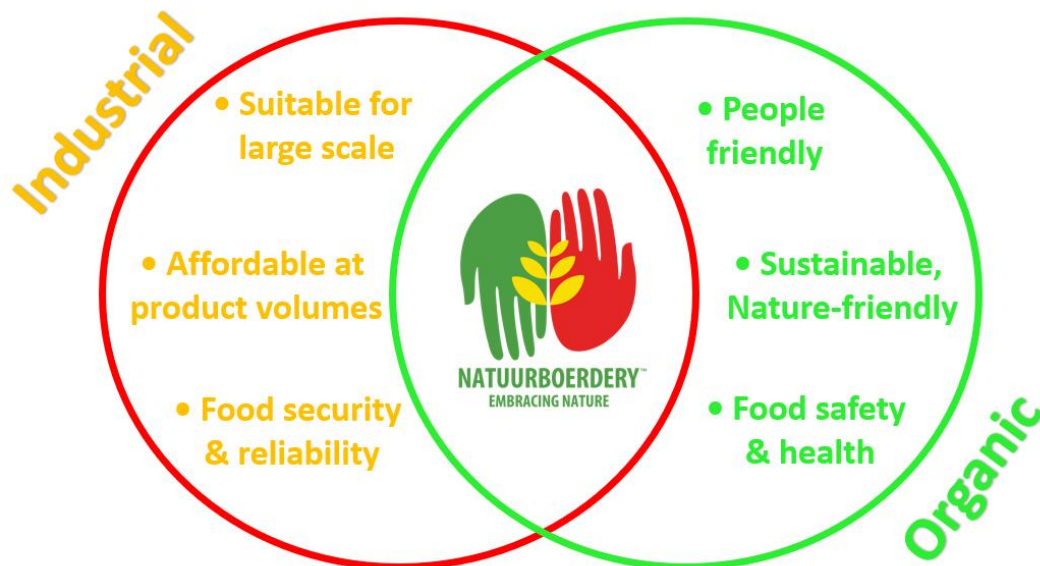 Industrial
• Suitable for
large scale
• Affordable at
product volumes
• Food security
& reliability
NATUURBOERDERY™
EMBRACING NATURE
• People
friendly
• Sustainable,
Nature-friendly
• Food safety
& health
Organic